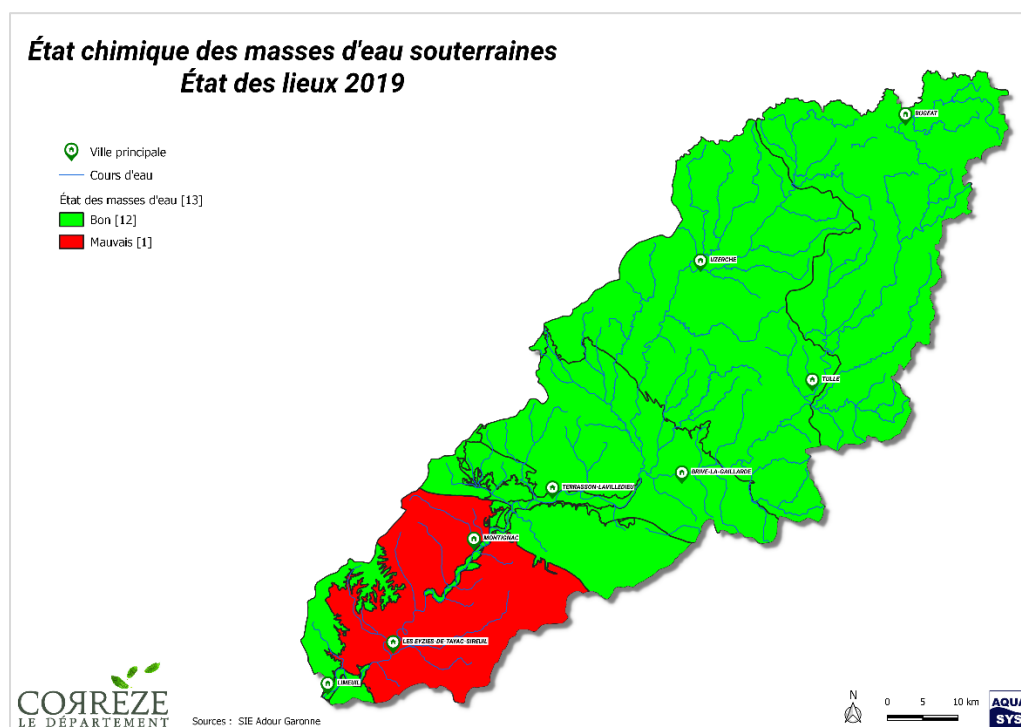 État chimique des masses d'eau souterraines
État des lieux 2019
Ville principale
Cours d'eau
État des masses d'eau [13]
Bon [12]
Mauvais [1]
BUGEAT
UZERCHE
TULLE
BRIVE-LA-GAILLARDE
TERRASSON-LAVILLEDIEU
MONTIGNAC
LES EYZIES-DE-TAYAC-SIREUIL
LIMEUIL
CORRÈZE
LE DÉPARTEMENT
Sources : SIE Adour Garonne
N
0 5 10 km
AQUA
SYS